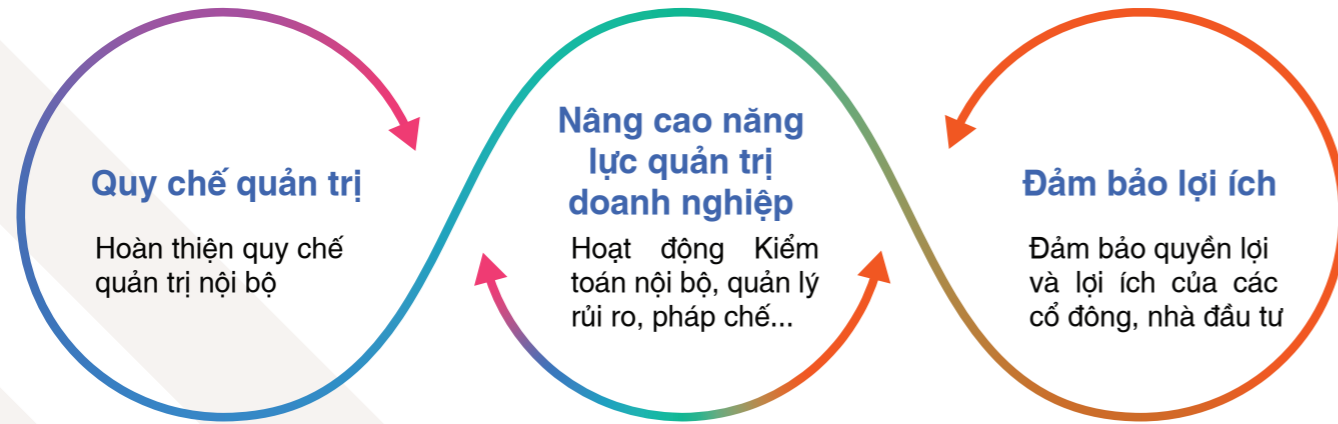 Quy chế quản trị
Hoàn thiện quy chế
quản trị nội bộ
Nâng cao năng
lực quản trị
doanh nghiệp
Hoạt động Kiểm
toán nội bộ, quản lý
rủi ro, pháp chế...
Đảm bảo lợi ích
Đảm bảo quyền lợi
và lợi ích của các
cổ đông, nhà đầu tư